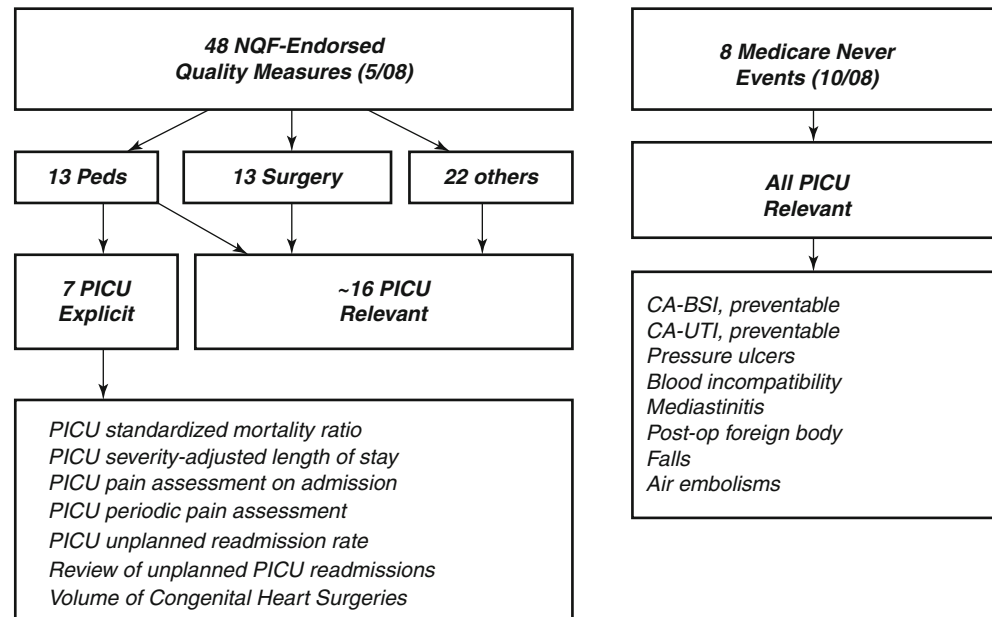 48 NQF-Endorsed
Quality Measures (5/08)
13 Peds
13 Surgery
22 others
7 PICU
Explicit
~16 PICU
Relevant
PICU standardized mortality ratio
PICU severity-adjusted length of stay
PICU pain assessment on admission
PICU periodic pain assessment
PICU unplanned readmission rate
Review of unplanned PICU readmissions
Volume of Congenital Heart Surgeries
8 Medicare Never
Events (10/08)
All PICU
Relevant
CA-BSI, preventable
CA-UTI, preventable
Pressure ulcers
Blood incompatibility
Mediastinitis
Post-op foreign body
Falls
Air embolisms